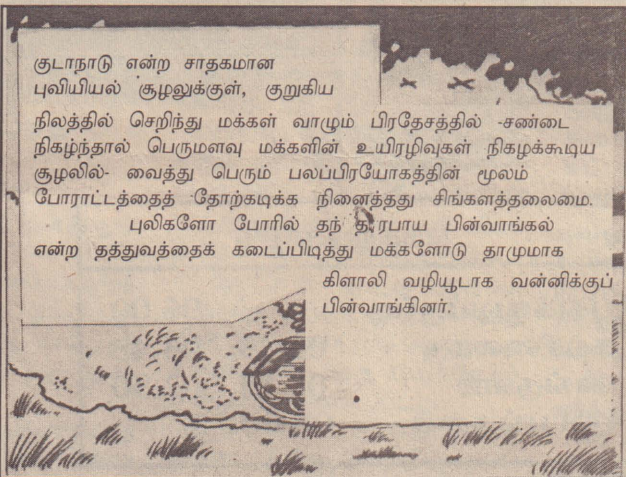 குடாநாடு என்ற சாதகமான
புவியியல் சூழலுக்குள், குறுகிய
நிலத்தில் செறிந்து மக்கள் வாழும் பிரதேசத்தில் -சண்டை
நிகழ்ந்தால் பெருமளவு மக்களின் உயிரழிவுகள் நிகழக்கூடிய
சூழலில்- வைத்து பெரும் பலப்பிரயோகத்தின் மூலம்
போராட்டத்தைத் தோற்கடிக்க நினைத்தது சிங்களத்தலைமை.
புலிகளோ போரில் தந் திரபாய பின்வாங்கல்
என்ற தத்துவத்தைக் கடைப்பிடித்து மக்களோடு தாமுமாக
கிளாலி வழியூடாக வன்னிக்குப்
பின்வாங்கினர்.